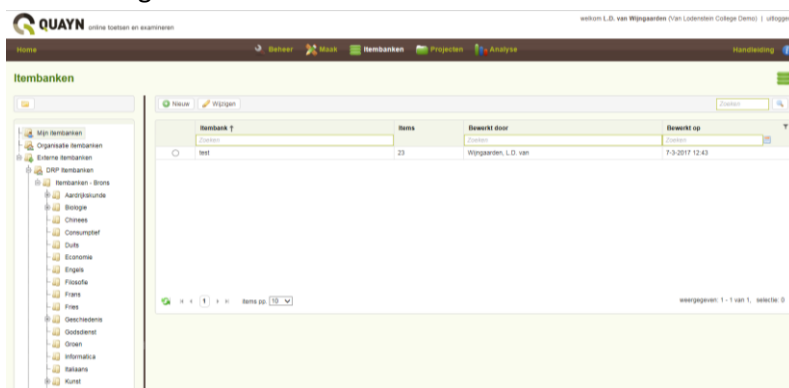 QUAYN online toetsen en examineren
welkom L.D. van Wijngaarden (Van Lodenstein College Demo) | uitlogge
Home Beheer Maak Itembanken Projecten Analyse Handleiding
Itembanken
Nieuw Wijzigen Zoeken
Itembank ↑ Items Bewerkt door Bewerkt op
Zoeken Zoeken Zoeken
test 23 Wijngaarden, L.D. van 7-3-2017 12:43
Mijn itembanken
Organisatie itembanken
Externe itembanken
DRP Itembanken
Itembanken - Brons
Aardrijkskunde
Biologie
Chinees
Consumptief
Duits
Economie
Engels
Filosofie
Frans
Fries
Geschiedenis
Godsdienst
Groen
Informatica
Italiaans
Kunst
1 items pp. 10 weergegeven: 1 - 1 van 1, selectie: 0